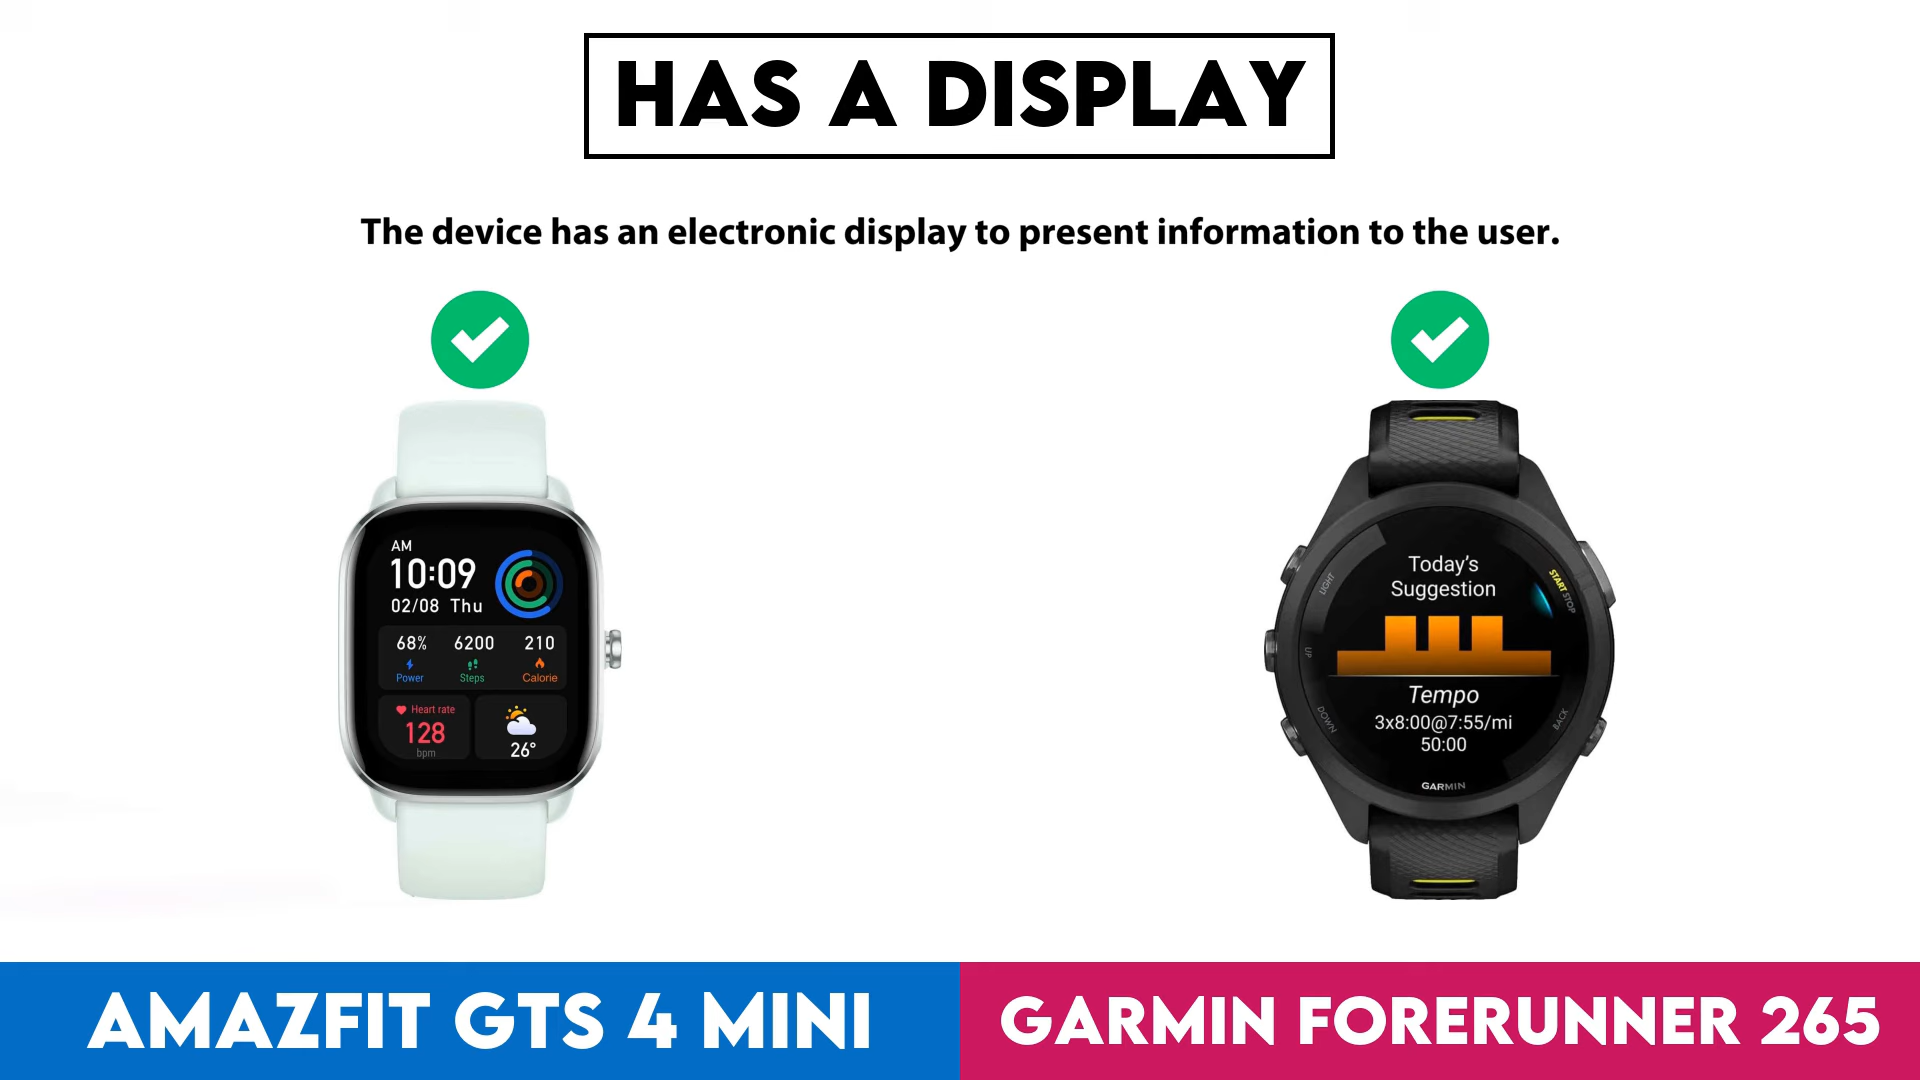 HAS A DISPLAY
The device has an electronic display to present information to the user.
AM
10:09
02/08 Thu
68% 6200 210
Power Steps Calorie
Heart rate
128
bpm
26°
Today's
Suggestion
Tempo
3x8:00@7:55/mi
50:00
GARMIN
LIGHT
START STOP
UP
DOWN
BACK
AMAZFIT GTS 4 MINI
GARMIN FORERUNNER 265